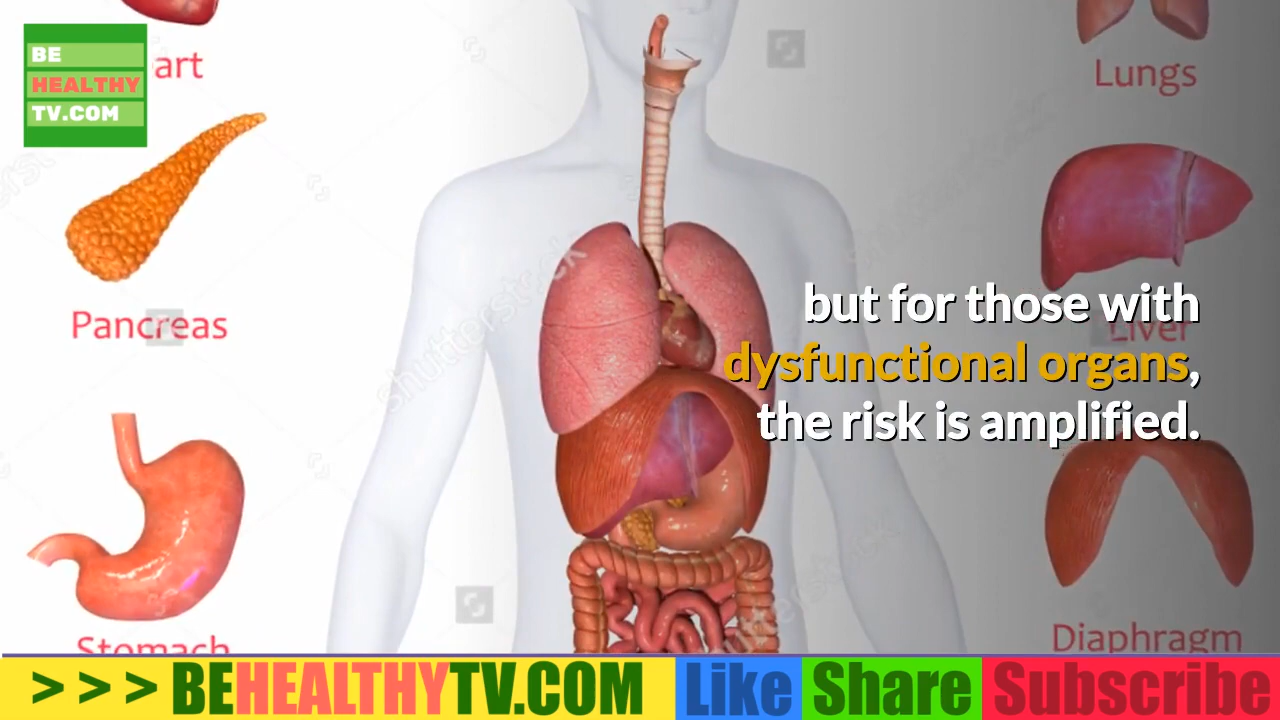 BE
HEALTHY
TV.COM
art
Lungs
Pancreas
shutterstock
Liver
but for those with
dysfunctional organs,
the risk is amplified.
Stomach
Diaphragm
> > > BEHEALTHYTV.COM Like Share Subscribe